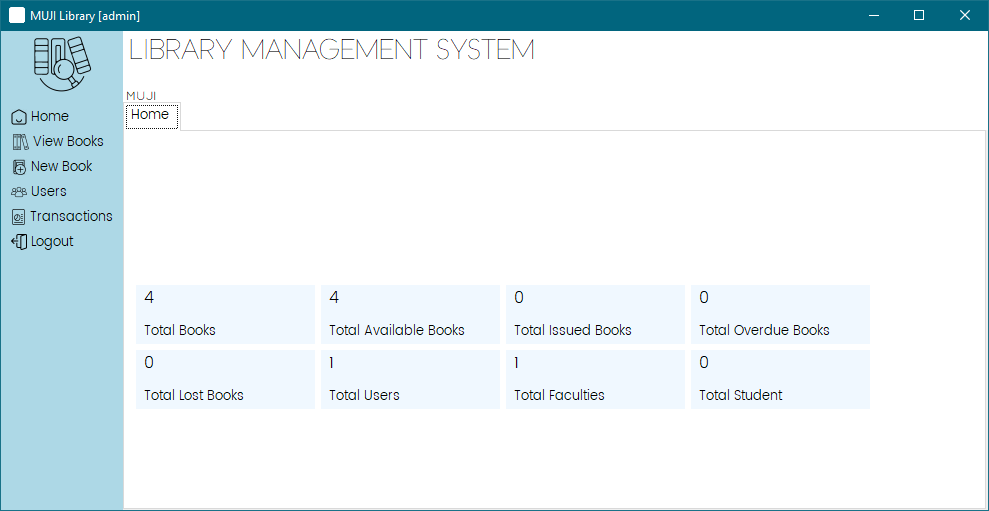 MUJI Library [admin]
LIBRARY MANAGEMENT SYSTEM
MUJI
Home
Home
View Books
New Book
Users
Transactions
Logout
4
Total Books
4
Total Available Books
0
Total Issued Books
0
Total Overdue Books
0
Total Lost Books
1
Total Users
1
Total Faculties
0
Total Student